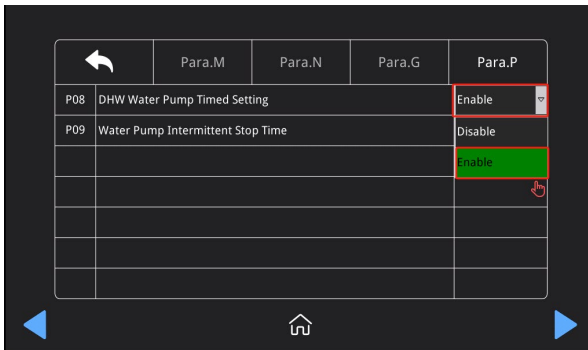 Para.M Para.N Para.G Para.P
P08 DHW Water Pump Timed Setting Enable
P09 Water Pump Intermittent Stop Time Disable
Enable